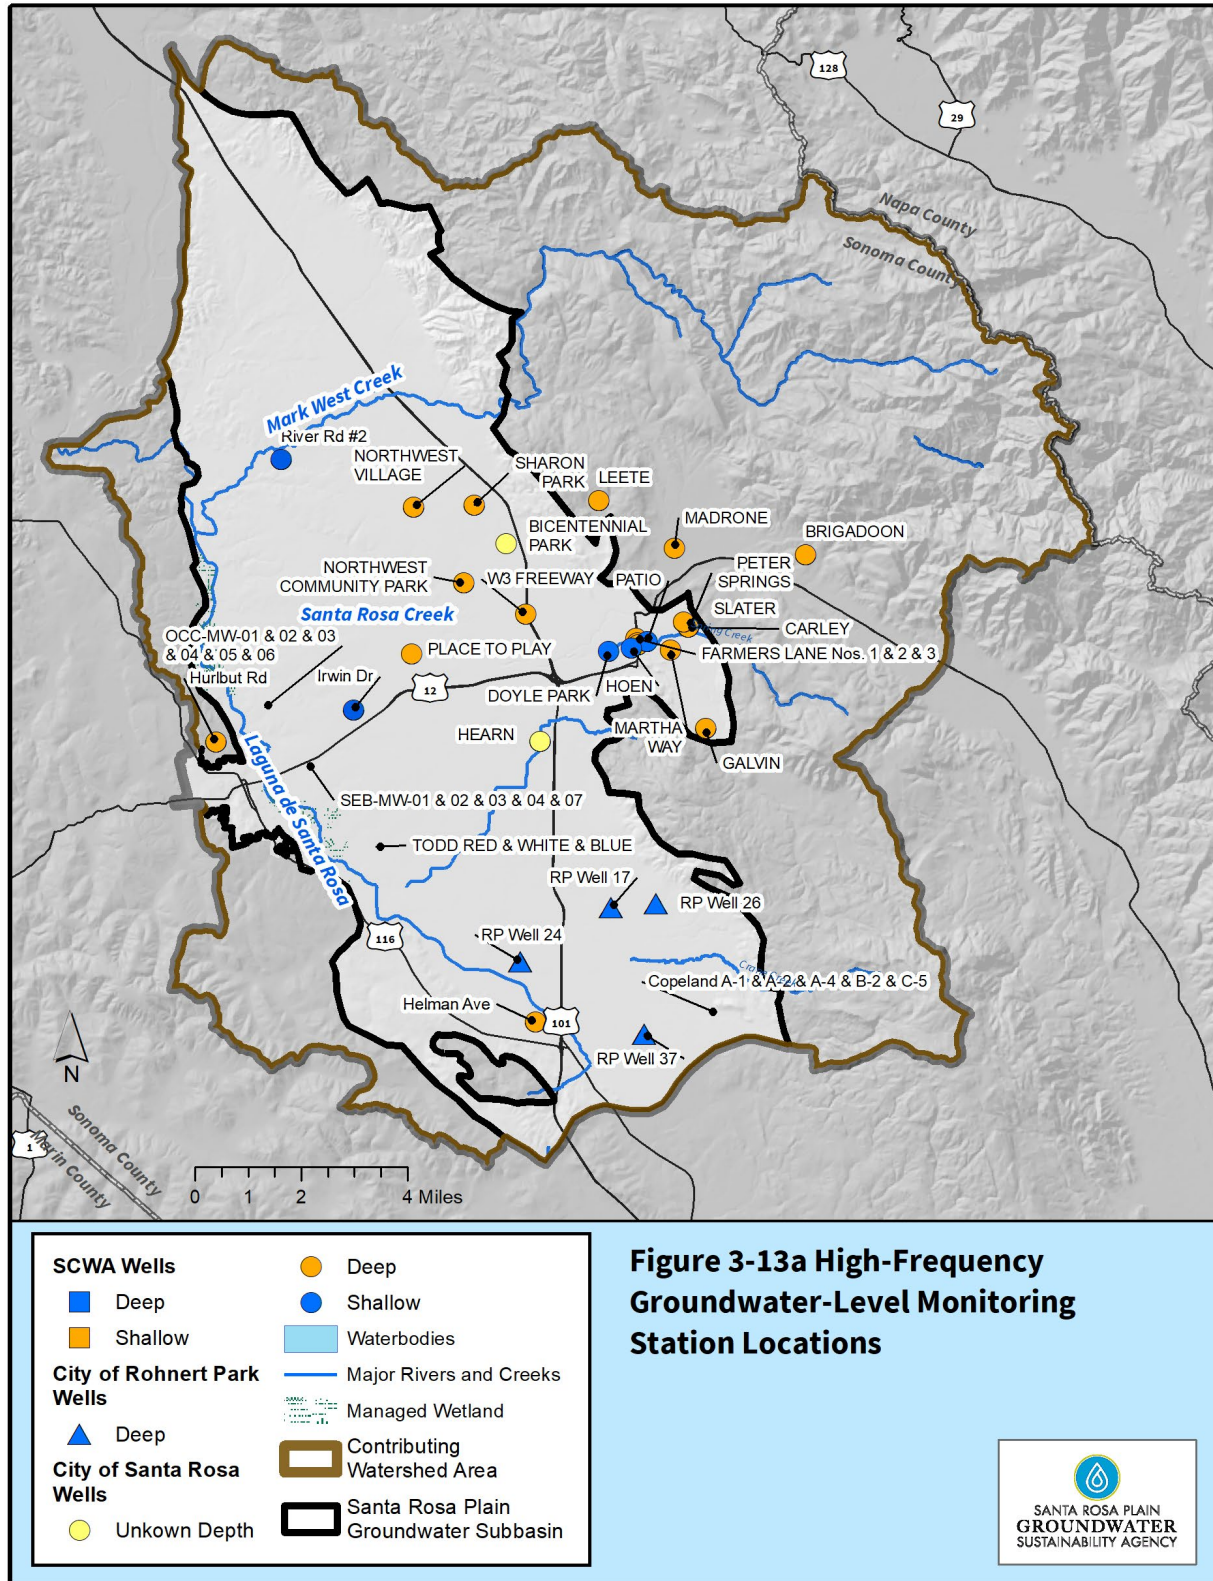 128
29
Napa County
Sonoma County
Mark West Creek
River Rd #2
NORTHWEST
VILLAGE
SHARON
PARK
LEETE
BICENTENNIAL
PARK
MADRONE
BRIGADOON
NORTHWEST
COMMUNITY PARK
W3 FREEWAY
PATIO
PETER
SPRINGS
Santa Rosa Creek
SLATER
CARLEY
OCC-MW-01 & 02 & 03
& 04 & 05 & 06
Hurlbut Rd
PLACE TO PLAY
FARMERS LANE Nos. 1 & 2 & 3
Irwin Dr
12
DOYLE PARK
HOEN
HEARN
MARTHA
WAY
GALVIN
Laguna de Santa Rosa
SEB-MW-01 & 02 & 03 & 04 & 07
TODD RED & WHITE & BLUE
RP Well 17
RP Well 26
116
RP Well 24
Copeland A-1 & A-2 & A-4 & B-2 & C-5
Helman Ave
101
RP Well 37
N
Sonoma County
Marin County
1
0 1 2 4 Miles
SCWA Wells
Deep
Shallow
City of Rohnert Park
Wells
Deep
City of Santa Rosa
Wells
Unkown Depth
Deep
Shallow
Waterbodies
Major Rivers and Creeks
Managed Wetland
Contributing
Watershed Area
Santa Rosa Plain
Groundwater Subbasin
Figure 3-13a High-Frequency
Groundwater-Level Monitoring
Station Locations
SANTA ROSA PLAIN
GROUNDWATER
SUSTAINABILITY AGENCY